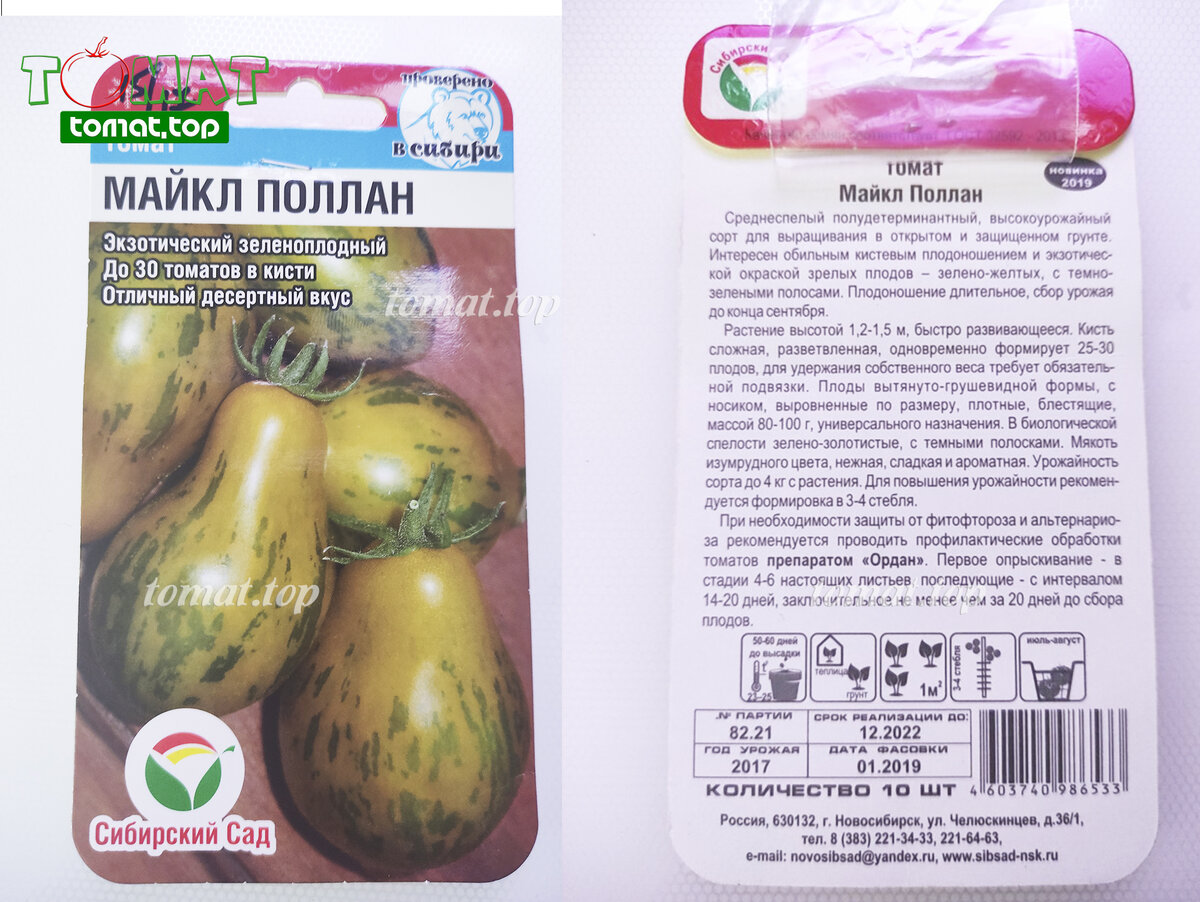 TOMAT
tomat.top
проверено
в сибири
томат
МАЙКЛ ПОЛЛАН
Экзотический зеленоплодный
До 30 томатов в кисти
Отличный десертный вкус
tomat.top
tomat.top
Сибирский Сад
Сибирский
томат
новинка
2019
Майкл Поллан
Среднеспелый полудетерминантный, высокоурожайный
сорт для выращивания в открытом и защищенном грунте.
Интересен обильным кистевым плодоношением и экзотичес-
кой окраской зрелых плодов – зелено-желтых, с темно-
зелеными полосами. Плодоношение длительное, сбор урожая
до конца сентября.
Растение высотой 1,2-1,5 м, быстро развивающееся. Кисть
сложная, разветвленная, одновременно формирует 25-30
плодов, для удержания собственного веса требует обязатель-
ной подвязки. Плоды вытянуто-грушевидной формы, с
носиком, выровненные по размеру, плотные, блестящие,
массой 80-100 г, универсального назначения. В биологической
спелости зелено-золотистые, с темными полосками. Мякоть
изумрудного цвета, нежная, сладкая и ароматная. Урожайность
сорта до 4 кг с растения. Для повышения урожайности рекомен-
дуется формировка в 3-4 стебля.
При необходимости защиты от фитофтороза и альтернарио-
за рекомендуется проводить профилактические обработки
томатов препаратом «Ордан». Первое опрыскивание - в
стадии 4-6 настоящих листьев, последующие - с интервалом
14-20 дней, заключительное не менее чем за 20 дней до сбора
плодов.
tomat.top
50-60 дней
до высадки
t°
23-25
теплица
грунт
1м²
3-4 стебля
июль-август
№ ПАРТИИ
СРОК РЕАЛИЗАЦИИ ДО:
82.21
12.2022
ГОД УРОЖАЯ
ДАТА ФАСОВКИ
2017
01.2019
КОЛИЧЕСТВО 10 ШТ
4 603740 986533
Россия, 630132, г. Новосибирск, ул. Челюскинцев, д.36/1,
тел. 8 (383) 221-34-33, 221-64-63,
e-mail: novosibsad@yandex.ru, www.sibsad-nsk.ru